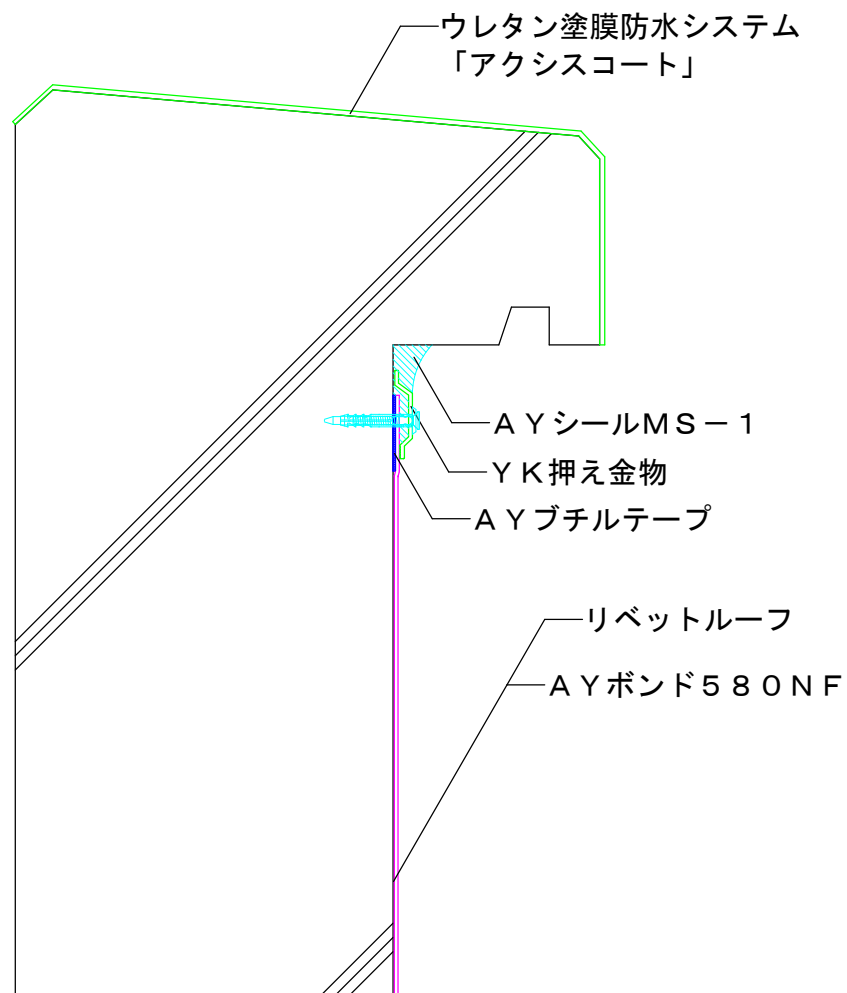 ウレタン塗膜防水システム
「アクシスコート」
ＡＹシールＭＳ－１
ＹＫ押え金物
ＡＹブチルテープ
リベットルーフ
ＡＹボンド５８０ＮＦ